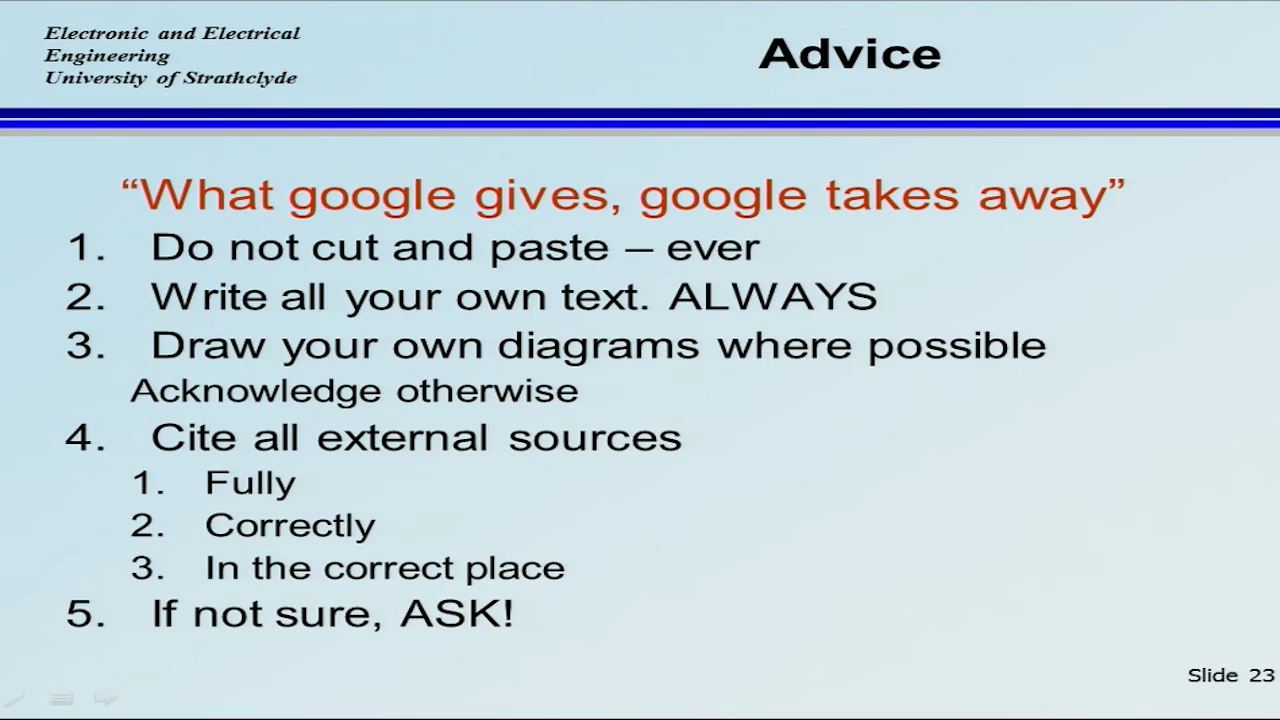 Electronic and Electrical
Engineering
University of Strathclyde
Advice
“What google gives, google takes away”
1. Do not cut and paste – ever
2. Write all your own text. ALWAYS
3. Draw your own diagrams where possible
Acknowledge otherwise
4. Cite all external sources
1. Fully
2. Correctly
3. In the correct place
5. If not sure, ASK!
Slide 23